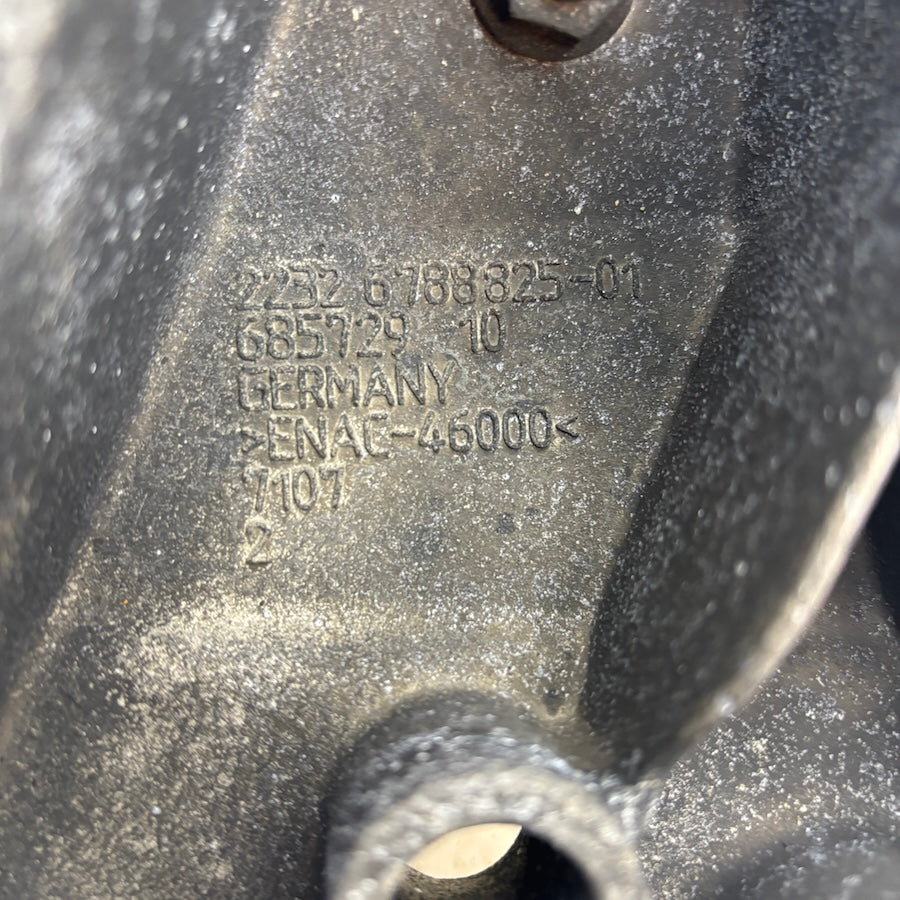 2232 6788825-01
685729 10
GERMANY
>ENAC-46000<
7107
2